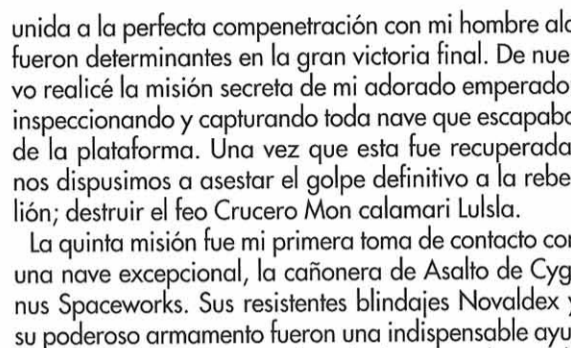 unida a la perfecta compenetración con mi hombre ala
fueron determinantes en la gran victoria final. De nue
vo realicé la misión secreta de mi adorado emperador
inspeccionando y capturando toda nave que escapaba
de la plataforma. Una vez que esta fue recuperada
nos dispusimos a asestar el golpe definitivo a la rebe
lión; destruir el feo Crucero Mon calamari Lulsla.
La quinta misión fue mi primera toma de contacto con
una nave excepcional, la cañonera de Asalto de Cyg
nus Spaceworks. Sus resistentes blindajes Novaldex y
su poderoso armamento fueron una indispensable ayu